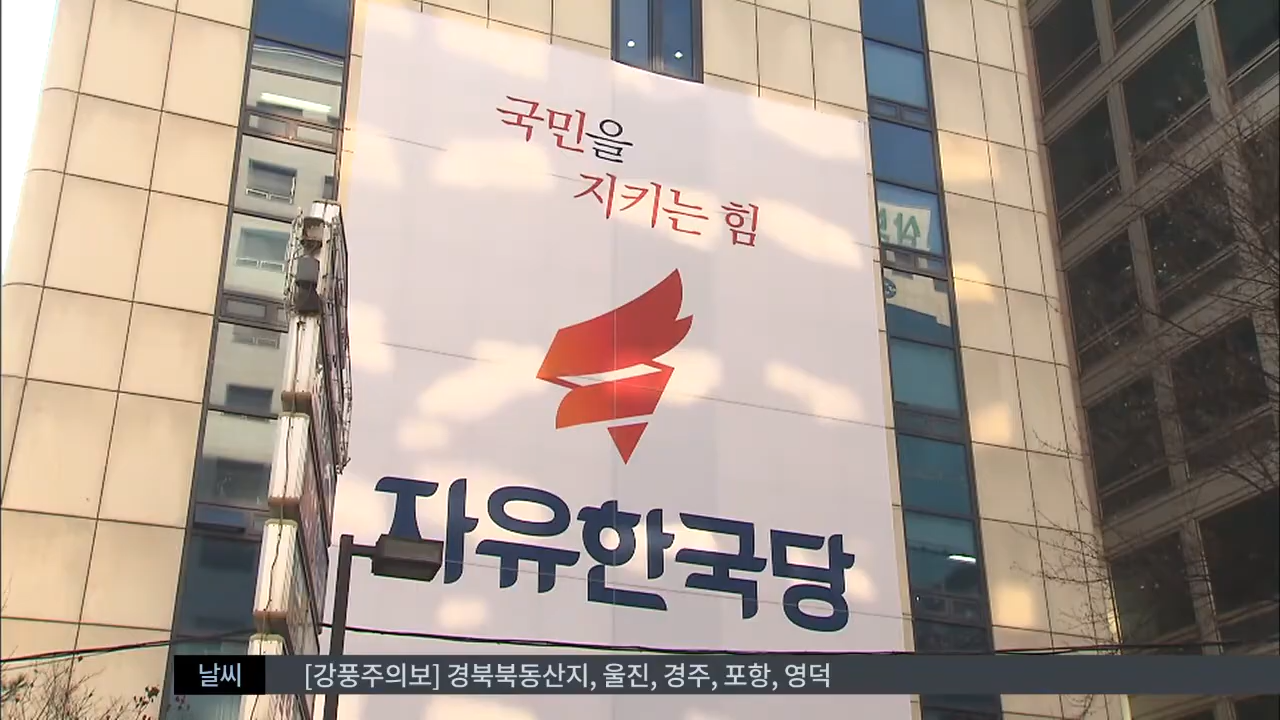 국민을
지키는 힘
자유한국당
날씨
[강풍주의보] 경북북동산지, 울진, 경주, 포항, 영덕